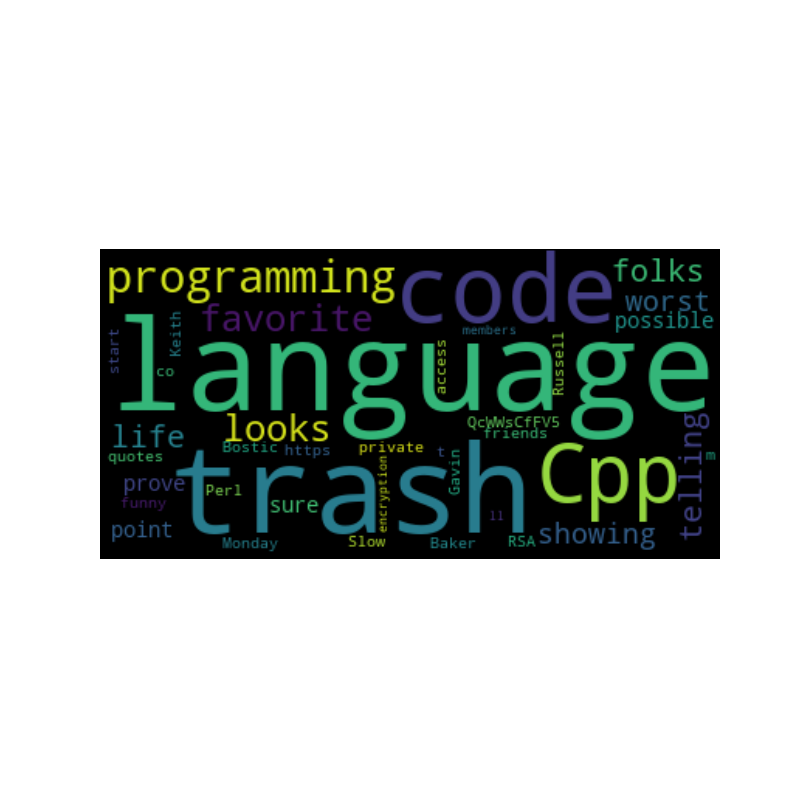 programming
code
folks
favorite
worst
possible
members
start
Keith
co
language
access
Russell
life
looks
QcWWsCfFV5
friends
telling
quotes
Bostic
https
private
t
Gavin
m
trash
Cpp
prove
Perl
sure
encryption
funny
ll
point
Monday
Slow
Baker
RSA
showing